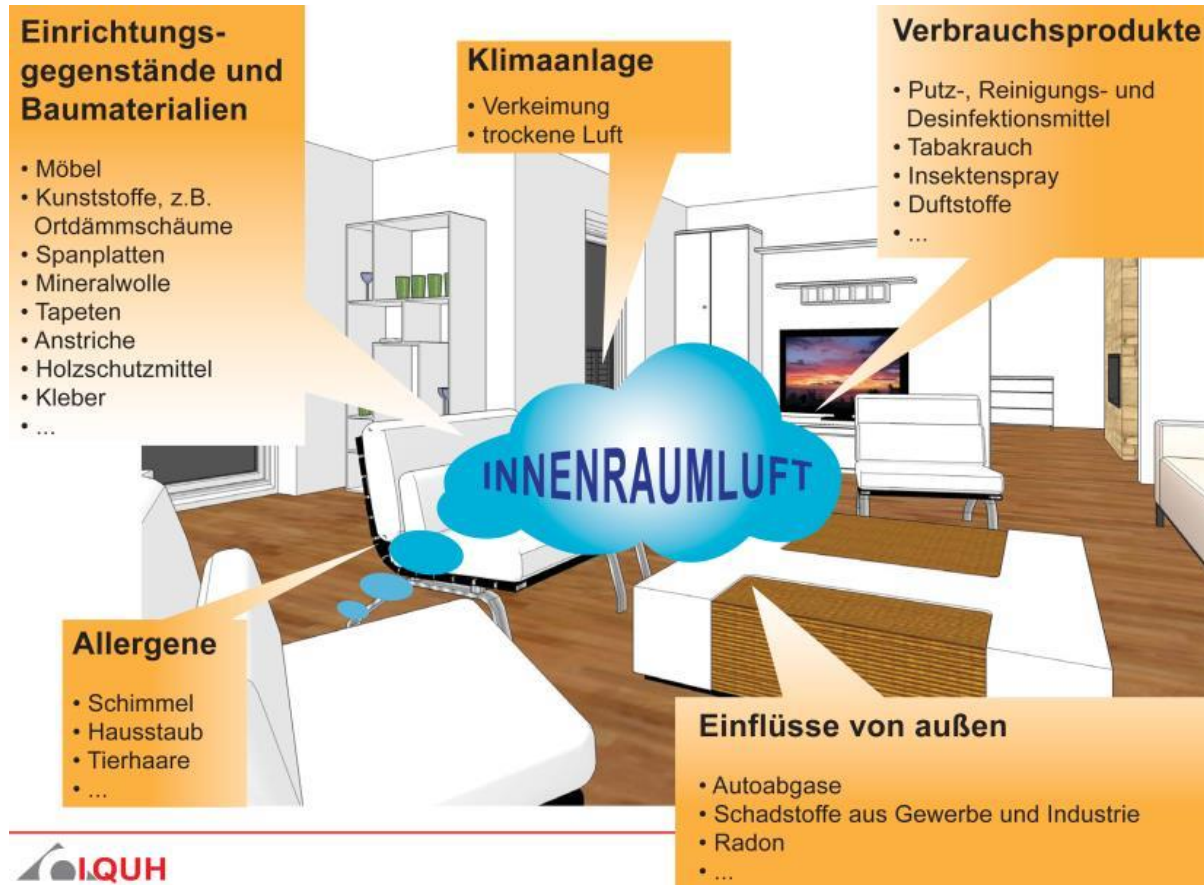 Einrichtungs-
gegenstände und
Baumaterialien
• Möbel
• Kunststoffe, z.B.
Ortdämmschäume
• Spanplatten
• Mineralwolle
• Tapeten
• Anstriche
• Holzschutzmittel
• Kleber
• ...
Klimaanlage
• Verkeimung
• trockene Luft
Verbrauchsprodukte
• Putz-, Reinigungs- und
Desinfektionsmittel
• Tabakrauch
• Insektenspray
• Duftstoffe
• ...
INNENRAUMLUFT
Allergene
• Schimmel
• Hausstaub
• Tierhaare
• ...
Einflüsse von außen
• Autoabgase
• Schadstoffe aus Gewerbe und Industrie
• Radon
• ...
I.QUH